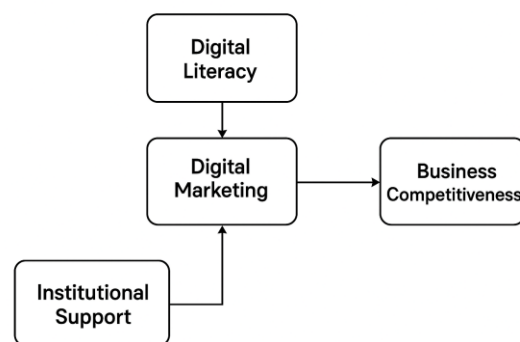 Digital
Literacy
Digital
Marketing
Business
Competitiveness
Institutional
Support